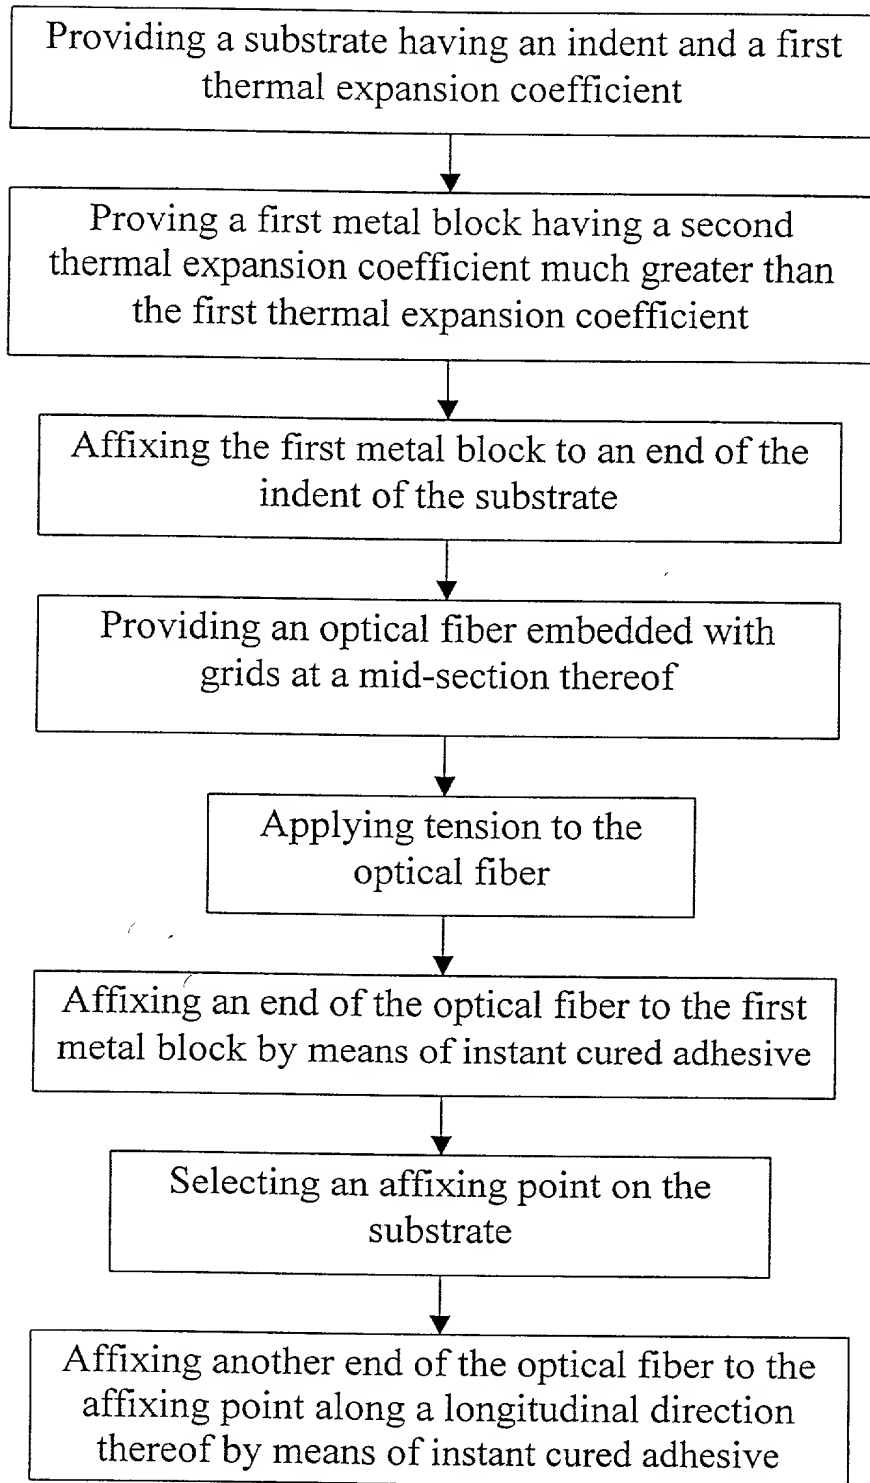 Providing a substrate having an indent and a first
thermal expansion coefficient
Proving a first metal block having a second
thermal expansion coefficient much greater than
the first thermal expansion coefficient
Affixing the first metal block to an end of the
indent of the substrate
Providing an optical fiber embedded with
grids at a mid-section thereof
Applying tension to the
optical fiber
Affixing an end of the optical fiber to the first
metal block by means of instant cured adhesive
Selecting an affixing point on the
substrate
Affixing another end of the optical fiber to the
affixing point along a longitudinal direction
thereof by means of instant cured adhesive